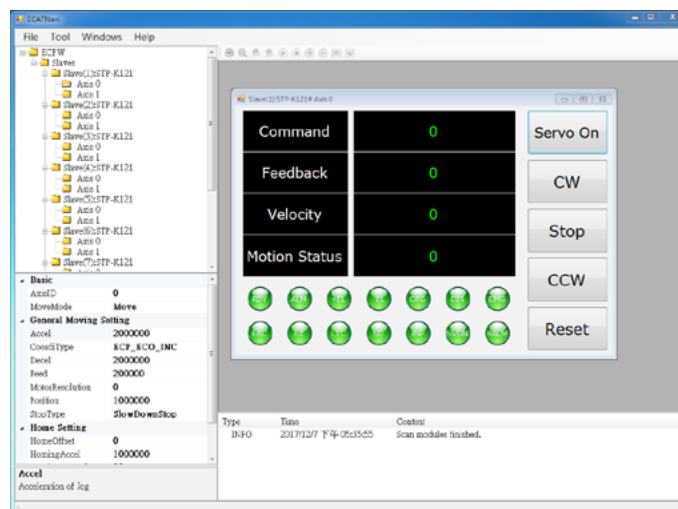 ECATNavi
File Tool Windows Help
ECFW
Slaves
Slave(1):STP-K121
Axis 0
Axis 1
Slave(2):STP-K121
Axis 0
Axis 1
Slave(3):STP-K121
Axis 0
Axis 1
Slave(4):STP-K121
Axis 0
Axis 1
Slave(5):STP-K121
Axis 0
Axis 1
Slave(6):STP-K121
Axis 0
Axis 1
Slave(7):STP-K121
Basic
AxisID 0
MoveMode Move
General Moving Setting
Accel 2000000
CoordiType ECP_ECO_INC
Decel 2000000
Feed 200000
MotorResolution 0
Position 1000000
StopType SlowDownStop
Home Setting
HomeOffset 0
HomingAccel 1000000
Accel
Acceleration of Jog
Slave(1):STP-K121# Axis 0
Command 0
Feedback 0
Velocity 0
Motion Status 0
RDY ALM ORG EMG
Servo On
CW
Stop
CCW
Reset
Type Time Content
INFO 2017/12/7 下午 05:35:55 Scan modules finished.